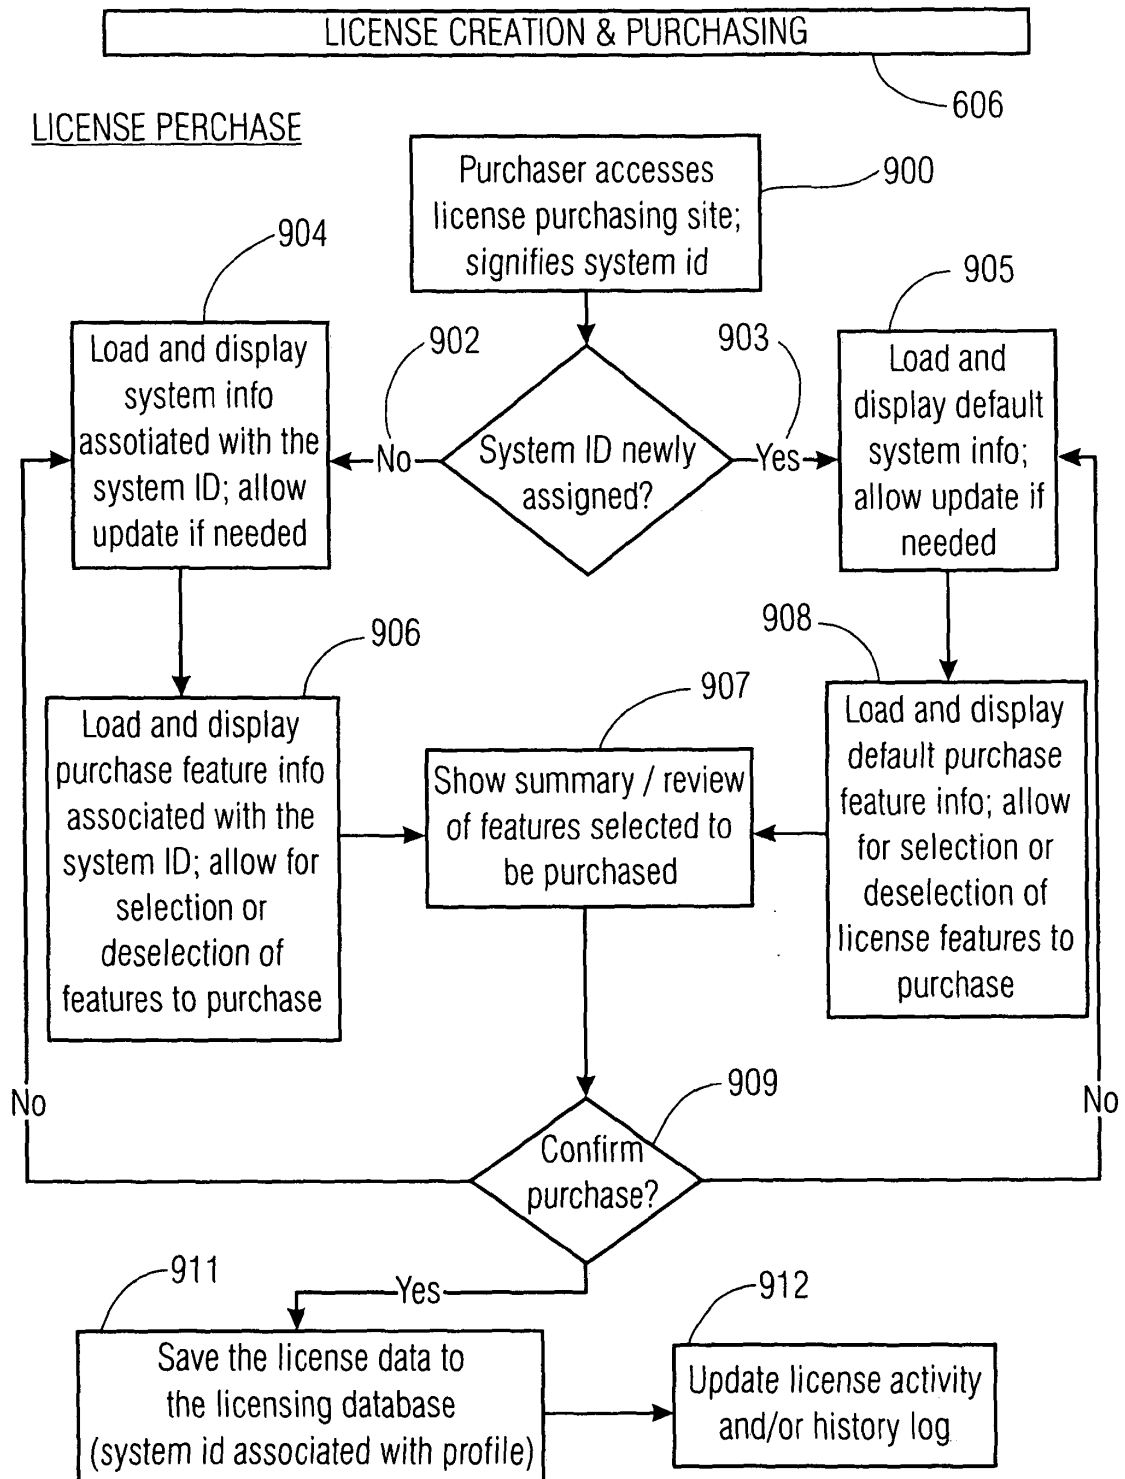 LICENSE CREATION & PURCHASING
606
LICENSE PERCHASE
Purchaser accesses
license purchasing site;
signifies system id
900
904
Load and display
system info
assotiated with the
system ID; allow
update if needed
902
No
System ID newly
assigned?
903
Yes
905
Load and
display default
system info;
allow update if
needed
906
Load and display
purchase feature info
associated with the
system ID; allow for
selection or
deselection of
features to purchase
907
Show summary / review
of features selected to
be purchased
908
Load and display
default purchase
feature info; allow
for selection or
deselection of
license features to
purchase
No
909
Confirm
purchase?
No
Yes
911
Save the license data to
the licensing database
(system id associated with profile)
912
Update license activity
and/or history log